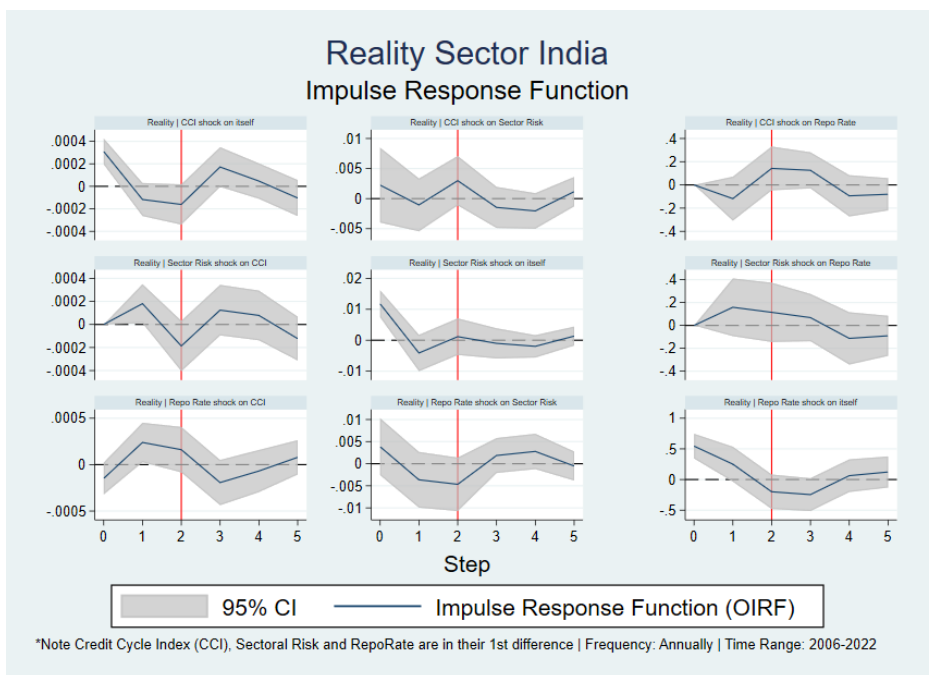 Reality Sector India
Impulse Response Function
Reality | CCI shock on itself
Reality | CCI shock on Sector Risk
Reality | CCI shock on Repo Rate
.0004
.0002
0
-.0002
-.0004
.01
.005
0
-.005
.4
.2
0
-.2
-.4
Reality | Sector Risk shock on CCI
Reality | Sector Risk shock on itself
Reality | Sector Risk shock on Repo Rate
.0004
.0002
0
-.0002
-.0004
.02
.01
0
-.01
.4
.2
0
-.2
-.4
Reality | Repo Rate shock on CCI
Reality | Repo Rate shock on Sector Risk
Reality | Repo Rate shock on itself
.0005
0
-.0005
.01
.005
0
-.005
-.01
1
.5
0
-.5
0 1 2 3 4 5
0 1 2 3 4 5
0 1 2 3 4 5
Step
95% CI
Impulse Response Function (OIRF)
*Note Credit Cycle Index (CCI), Sectoral Risk and RepoRate are in their 1st difference | Frequency: Annually | Time Range: 2006-2022